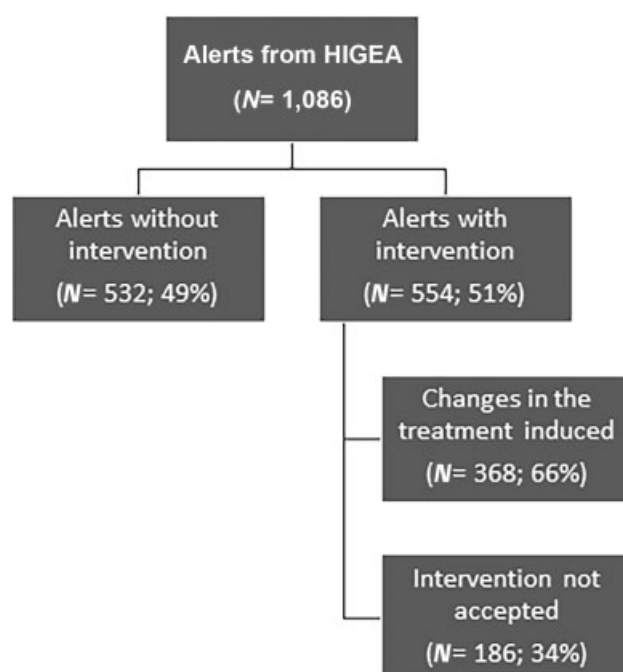 Alerts from HIGEA
(N= 1,086)
Alerts without
intervention
(N= 532; 49%)
Alerts with
intervention
(N= 554; 51%)
Changes in the
treatment induced
(N= 368; 66%)
Intervention not
accepted
(N= 186; 34%)